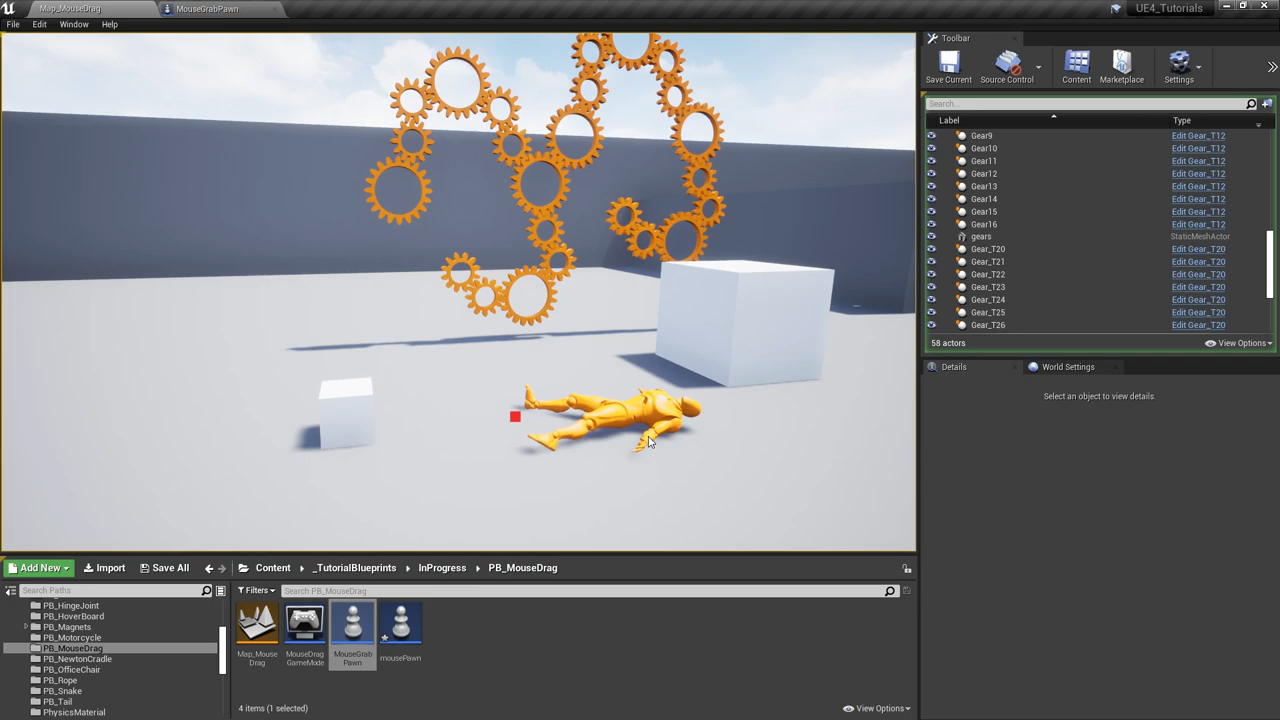 Map_MouseDrag
MouseGrabPawn
UE4_Tutorials
File
Edit
Window
Help
Toolbar
Save Current
Source Control
Content
Marketplace
Settings
Search...
Label
Type
Gear9
Edit Gear_T12
Gear10
Edit Gear_T12
Gear11
Edit Gear_T12
Gear12
Edit Gear_T12
Gear13
Edit Gear_T12
Gear14
Edit Gear_T12
Gear15
Edit Gear_T12
Gear16
Edit Gear_T12
gears
StaticMeshActor
Gear_T20
Edit Gear_T20
Gear_T21
Edit Gear_T20
Gear_T22
Edit Gear_T20
Gear_T23
Edit Gear_T20
Gear_T24
Edit Gear_T20
Gear_T25
Edit Gear_T20
Gear_T26
Edit Gear_T20
58 actors
View Options
Details
World Settings
Select an object to view details.
Add New
Import
Save All
Content
_TutorialBlueprints
InProgress
PB_MouseDrag
Search Paths
PB_HingeJoint
PB_HoverBoard
PB_Magnets
PB_Motorcycle
PB_MouseDrag
PB_NewtonCradle
PB_OfficeChair
PB_Rope
PB_Snake
PB_Tail
PhysicsMaterial
Filters
Search PB_MouseDrag
Map_Mouse
Drag
MouseDrag
GameMode
MouseGrab
Pawn
mousePawn
4 items (1 selected)
View Options